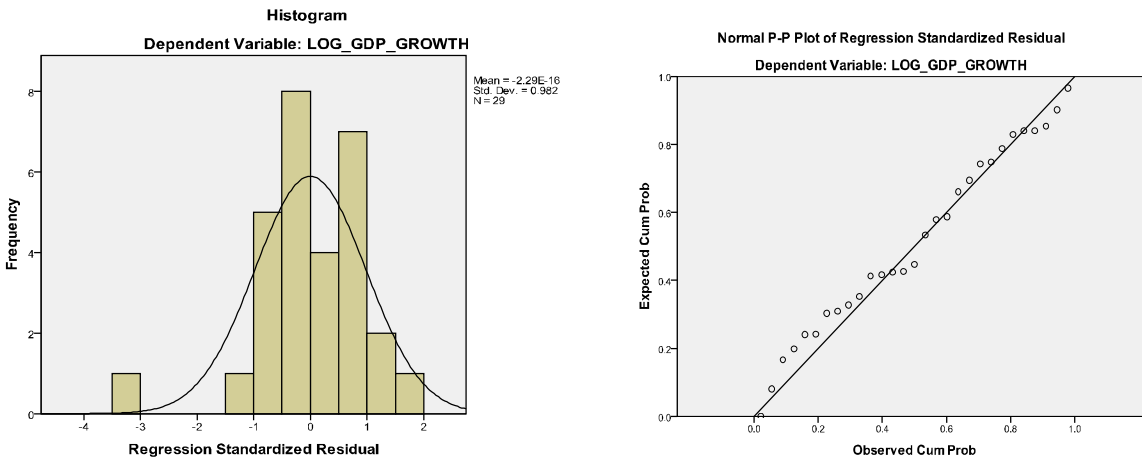 Histogram
Dependent Variable: LOG_GDP_GROWTH
Mean = -2.29E-16
Std. Dev. = 0.982
N = 29
8
6
4
2
0
Frequency
-4 -3 -2 -1 0 1 2
Regression Standardized Residual
Normal P-P Plot of Regression Standardized Residual
Dependent Variable: LOG_GDP_GROWTH
1.0
0.8
0.6
0.4
0.2
0.0
Expected Cum Prob
0.0 0.2 0.4 0.6 0.8 1.0
Observed Cum Prob